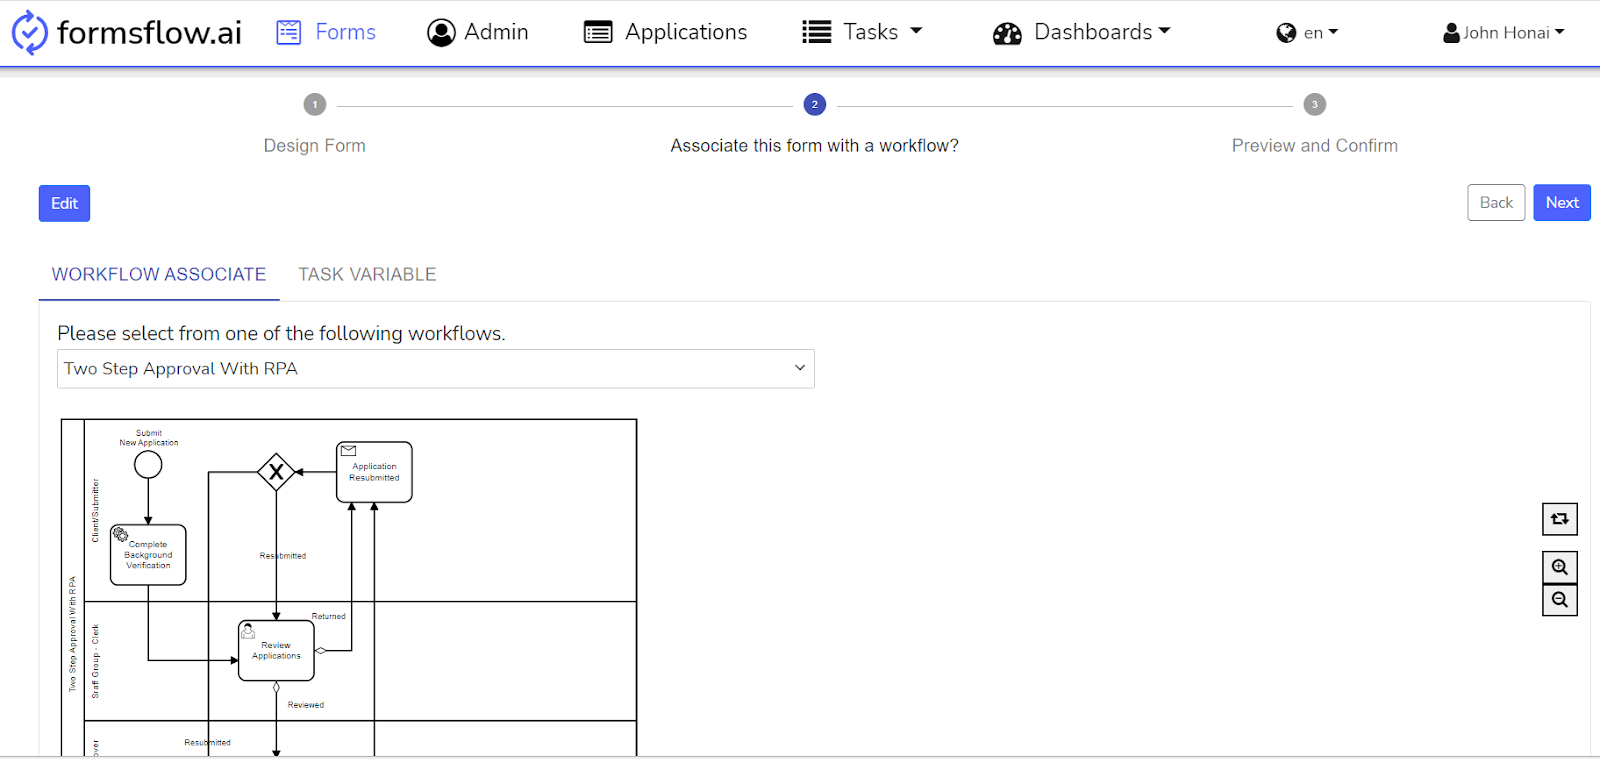 formsflow.ai Forms Admin Applications Tasks Dashboards en John Honai
1 2 3
Design Form Associate this form with a workflow? Preview and Confirm
Edit Back Next
WORKFLOW ASSOCIATE TASK VARIABLE
Please select from one of the following workflows.
Two Step Approval With RPA
Submit
New Application
X
Application
Resubmitted
Client/Submitter
Complete
Background
Verification
Resubmitted
Two Step Approval With RPA
Returned
Staff Group - Clerk
Review
Applications
Reviewed
Resubmitted